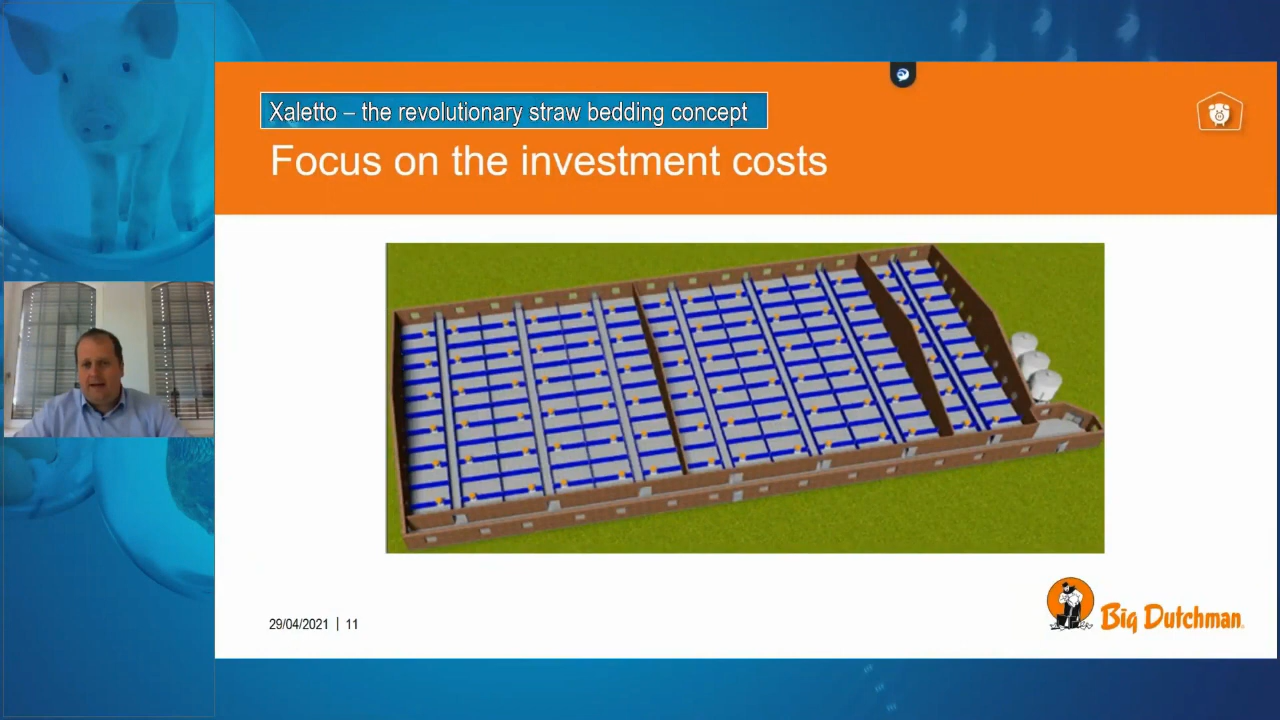 Xaletto – the revolutionary straw bedding concept
Focus on the investment costs
29/04/2021 | 11
Big Dutchman